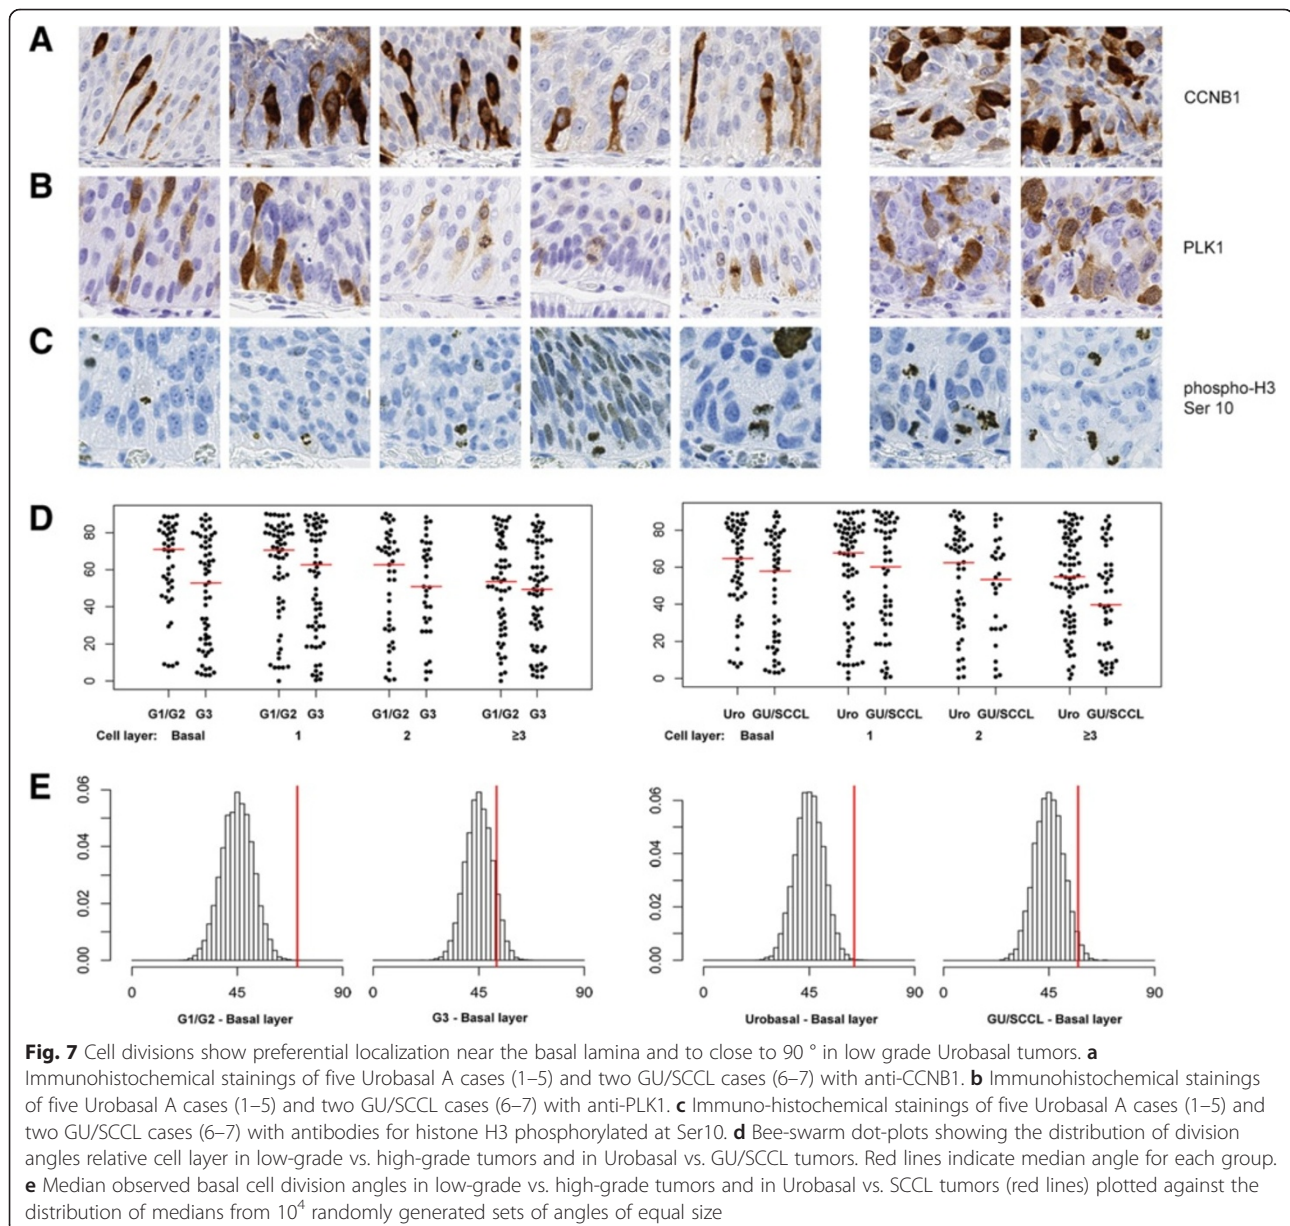 A
CCNB1
B
PLK1
C
phospho-H3
Ser 10
D
80
60
40
20
0
G1/G2 G3 G1/G2 G3 G1/G2 G3 G1/G2 G3
Cell layer: Basal 1 2 ≥3
80
60
40
20
0
Uro GU/SCCL Uro GU/SCCL Uro GU/SCCL Uro GU/SCCL
Cell layer: Basal 1 2 ≥3
E
0.06
0.04
0.02
0.00
0 45 90
G1/G2 - Basal layer
0 45 90
G3 - Basal layer
0.06
0.04
0.02
0.00
0 45 90
Urobasal - Basal layer
0 45 90
GU/SCCL - Basal layer
Fig. 7 Cell divisions show preferential localization near the basal lamina and to close to 90 ° in low grade Urobasal tumors. a
Immunohistochemical stainings of five Urobasal A cases (1–5) and two GU/SCCL cases (6–7) with anti-CCNB1. b Immunohistochemical stainings
of five Urobasal A cases (1–5) and two GU/SCCL cases (6–7) with anti-PLK1. c Immuno-histochemical stainings of five Urobasal A cases (1–5) and
two GU/SCCL cases (6–7) with antibodies for histone H3 phosphorylated at Ser10. d Bee-swarm dot-plots showing the distribution of division
angles relative cell layer in low-grade vs. high-grade tumors and in Urobasal vs. GU/SCCL tumors. Red lines indicate median angle for each group.
e Median observed basal cell division angles in low-grade vs. high-grade tumors and in Urobasal vs. SCCL tumors (red lines) plotted against the
distribution of medians from 10⁴ randomly generated sets of angles of equal size